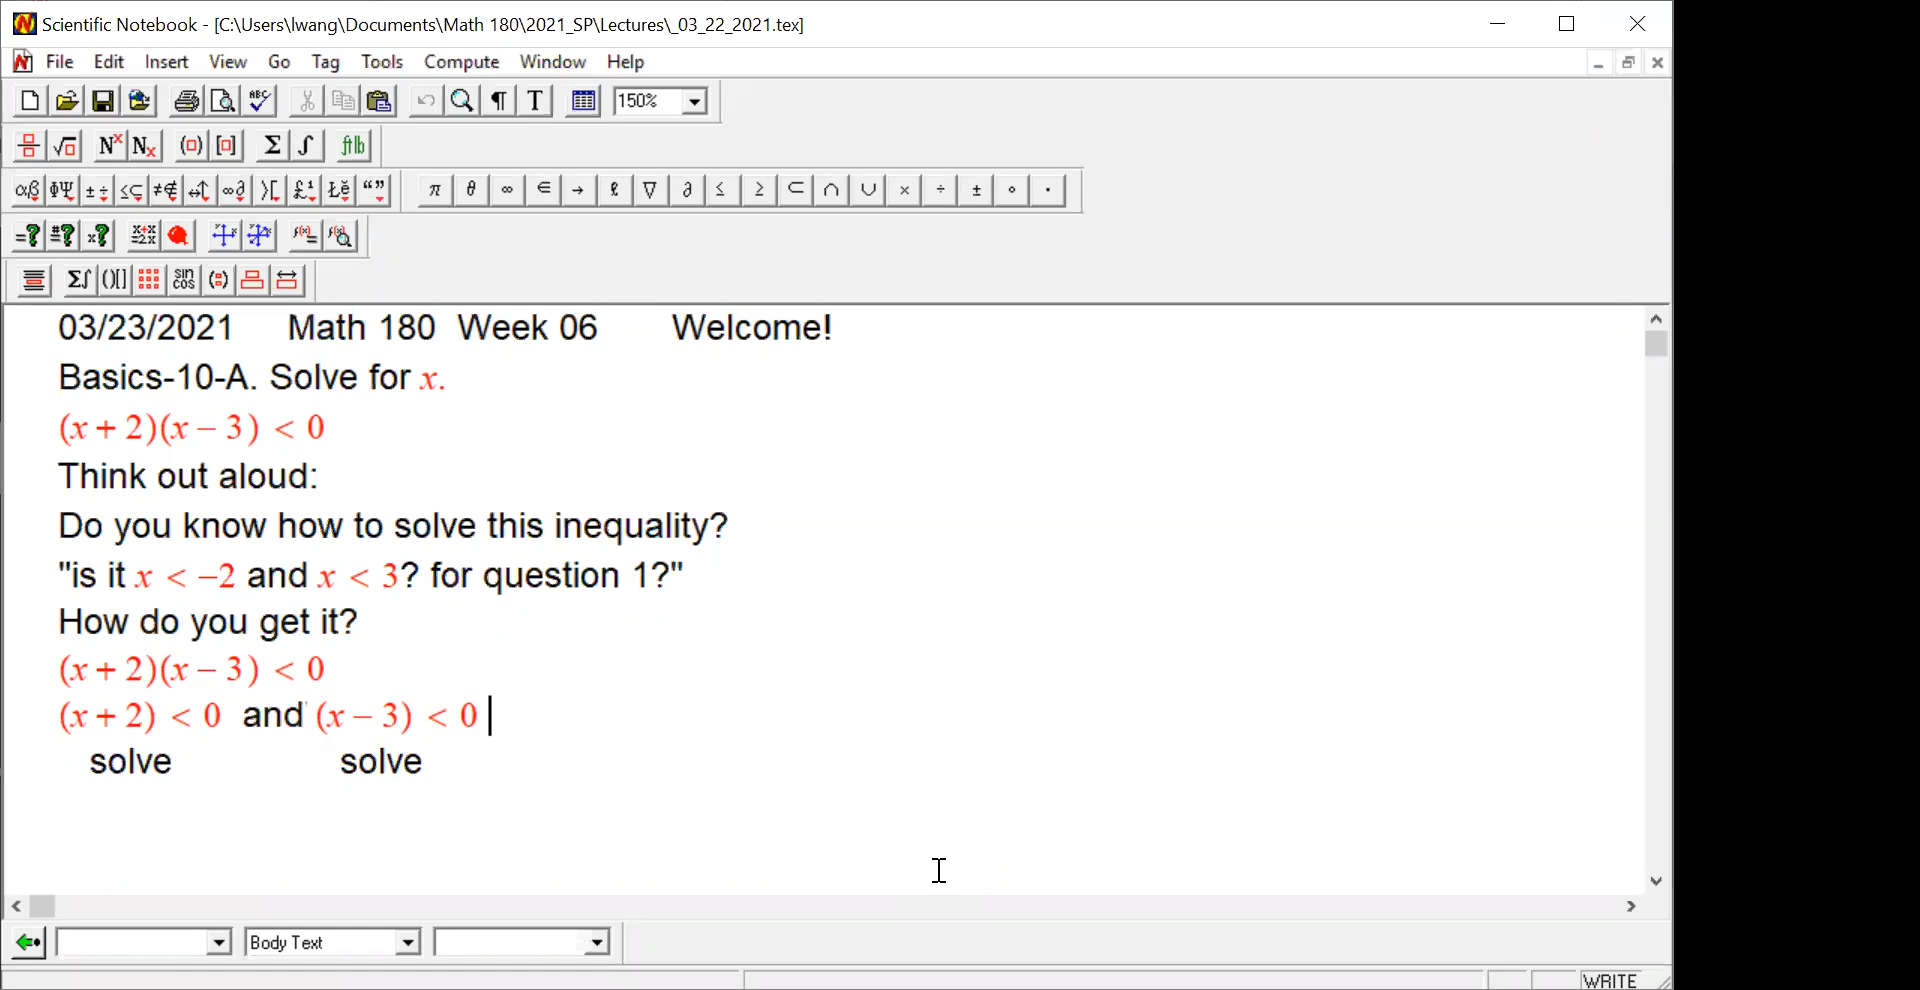 Scientific Notebook - [C:\Users\lwang\Documents\Math 180\2021_SP\Lectures\_03_22_2021.tex]
File Edit Insert View Go Tag Tools Compute Window Help
150%
03/23/2021 Math 180 Week 06 Welcome!
Basics-10-A. Solve for x.
(x + 2)(x − 3) < 0
Think out aloud:
Do you know how to solve this inequality?
"is it x < −2 and x < 3? for question 1?"
How do you get it?
(x + 2)(x − 3) < 0
(x + 2) < 0 and (x − 3) < 0
solve solve
Body Text
WRITE